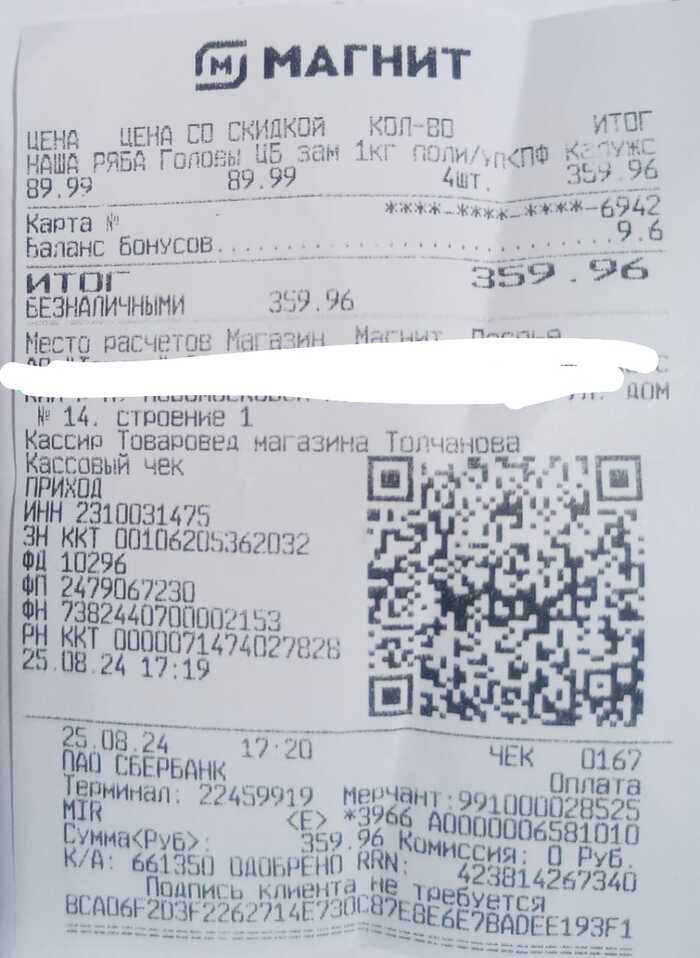 М МАГНИТ
ЦЕНА ЦЕНА СО СКИДКОЙ КОЛ-ВО ИТОГ
НАША РЯБА Головы ЦБ зам 1кг поли/уп<ПФ Калужс
89.99 89.99 4шт. 359.96
Карта № ****-****-****-6942
Баланс бонусов..............................9.6
ИТОГ 359.96
БЕЗНАЛИЧНЫМИ 359.96
Место расчетов Магазин Магнит
ул. дом
№ 14. строение 1
Кассир Товаровед магазина Толчанова
Кассовый чек
ПРИХОД
ИНН 2310031475
ЗН ККТ 00106205362032
ФД 10296
ФП 2479067230
ФН 7382440700002153
РН ККТ 0000071474027828
25.08.24 17:19
25.08.24 17:20 ЧЕК 0167
ПАО СБЕРБАНК Оплата
Терминал: 22459919 Мерчант:991000028525
MIR <E> *3966 A0000006581010
Сумма<Руб>: 359.96 Комиссия: 0 Руб.
К/А: 661350 ОДОБРЕНО RRN: 423814267340
Подпись клиента не требуется
BCA06F2D3F2262714E730C87E8E6E7BADEE193F1